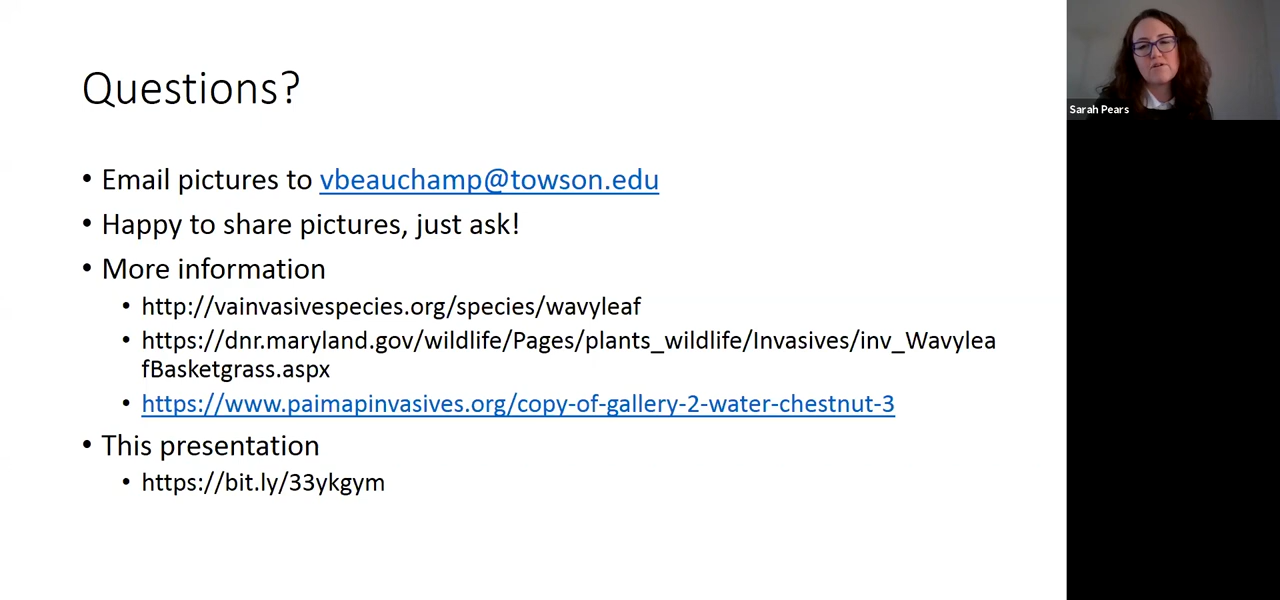 Questions?
• Email pictures to vbeauchamp@towson.edu
• Happy to share pictures, just ask!
• More information
• http://vainvasivespecies.org/species/wavyleaf
• https://dnr.maryland.gov/wildlife/Pages/plants_wildlife/Invasives/inv_Wavylea
fBasketgrass.aspx
• https://www.paimapinvasives.org/copy-of-gallery-2-water-chestnut-3
• This presentation
• https://bit.ly/33ykgym
Sarah Pears